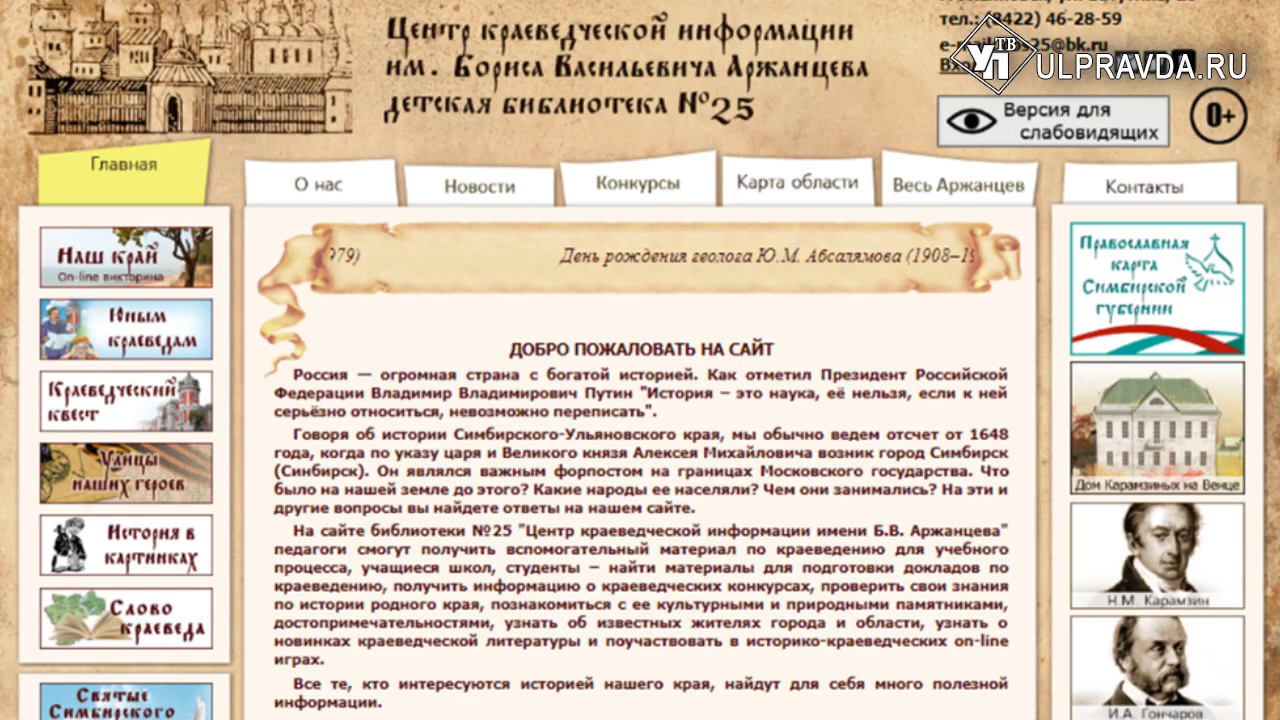 Центр краеведческой информации
им. Бориса Васильевича Аржанцева
детская библиотека №25
тел.: (8422) 46-28-59
25@bk.ru
УП ТВ
ULPRAVDA.RU
Версия для
слабовидящих
0+
Главная
О нас
Новости
Конкурсы
Карта области
Весь Аржанцев
Контакты
Наш край
On-line викторина
Юным
краеведам
Краеведческий
квест
Улицы
наших героев
История в
картинках
Слово
краеведа
Святые
Симбирского
979)
День рождения геолога Ю.М. Абсалямова (1908–19
ДОБРО ПОЖАЛОВАТЬ НА САЙТ
Россия — огромная страна с богатой историей. Как отметил Президент Российской
Федерации Владимир Владимирович Путин "История – это наука, её нельзя, если к ней
серьёзно относиться, невозможно переписать".
Говоря об истории Симбирского-Ульяновского края, мы обычно ведем отсчет от 1648
года, когда по указу царя и Великого князя Алексея Михайловича возник город Симбирск
(Синбирск). Он являлся важным форпостом на границах Московского государства. Что
было на нашей земле до этого? Какие народы ее населяли? Чем они занимались? На эти и
другие вопросы вы найдете ответы на нашем сайте.
На сайте библиотеки №25 "Центр краеведческой информации имени Б.В. Аржанцева"
педагоги смогут получить вспомогательный материал по краеведению для учебного
процесса, учащиеся школ, студенты – найти материалы для подготовки докладов по
краеведению, получить информацию о краеведческих конкурсах, проверить свои знания
по истории родного края, познакомиться с ее культурными и природными памятниками,
достопримечательностями, узнать об известных жителях города и области, узнать о
новинках краеведческой литературы и поучаствовать в историко-краеведческих on-line
играх.
Все те, кто интересуются историей нашего края, найдут для себя много полезной
информации.
Православная
карта
Симбирской
губернии
Дом Карамзиных на Венце
Н.М. Карамзин
И.А. Гончаров